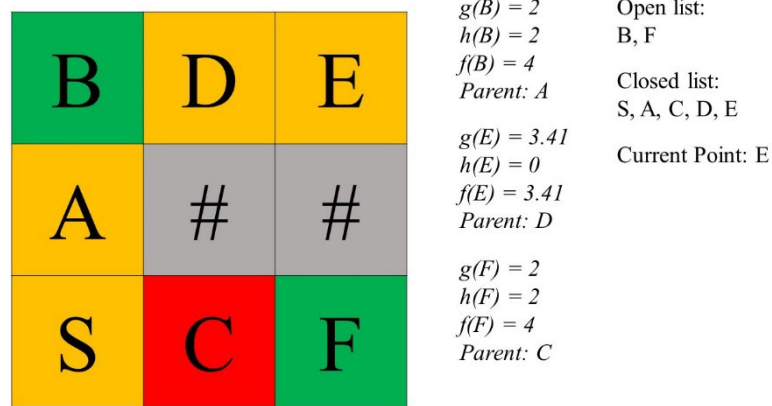 B D E
A # #
S C F
g(B) = 2
h(B) = 2
f(B) = 4
Parent: A
g(E) = 3.41
h(E) = 0
f(E) = 3.41
Parent: D
g(F) = 2
h(F) = 2
f(F) = 4
Parent: C
Open list:
B, F
Closed list:
S, A, C, D, E
Current Point: E